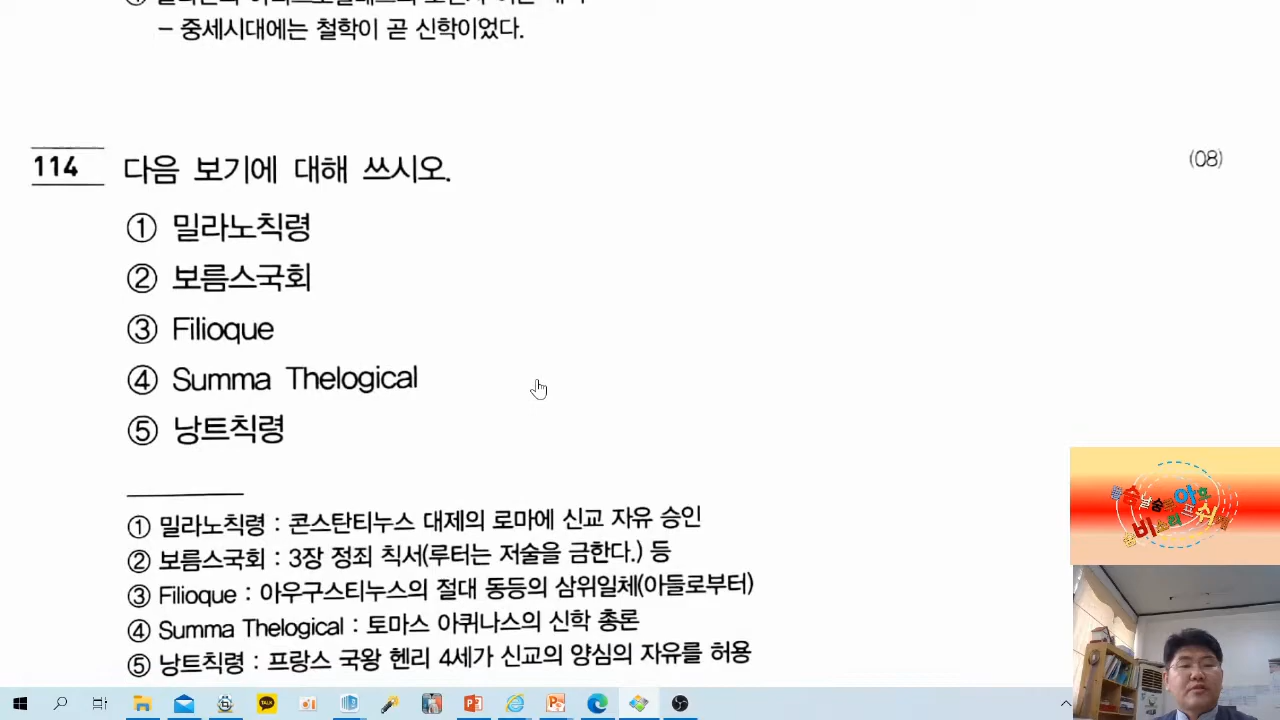 - 중세시대에는 철학이 곧 신학이었다.
114 다음 보기에 대해 쓰시오. (08)
① 밀라노칙령
② 보름스국회
③ Filioque
④ Summa Thelogical
⑤ 낭트칙령
① 밀라노칙령 : 콘스탄티누스 대제의 로마에 신교 자유 승인
② 보름스국회 : 3장 정죄 칙서(루터는 저술을 금한다.) 등
③ Filioque : 아우구스티누스의 절대 동등의 삼위일체(아들로부터)
④ Summa Thelogical : 토마스 아퀴나스의 신학 총론
⑤ 낭트칙령 : 프랑스 국왕 헨리 4세가 신교의 양심의 자유를 허용
TALK